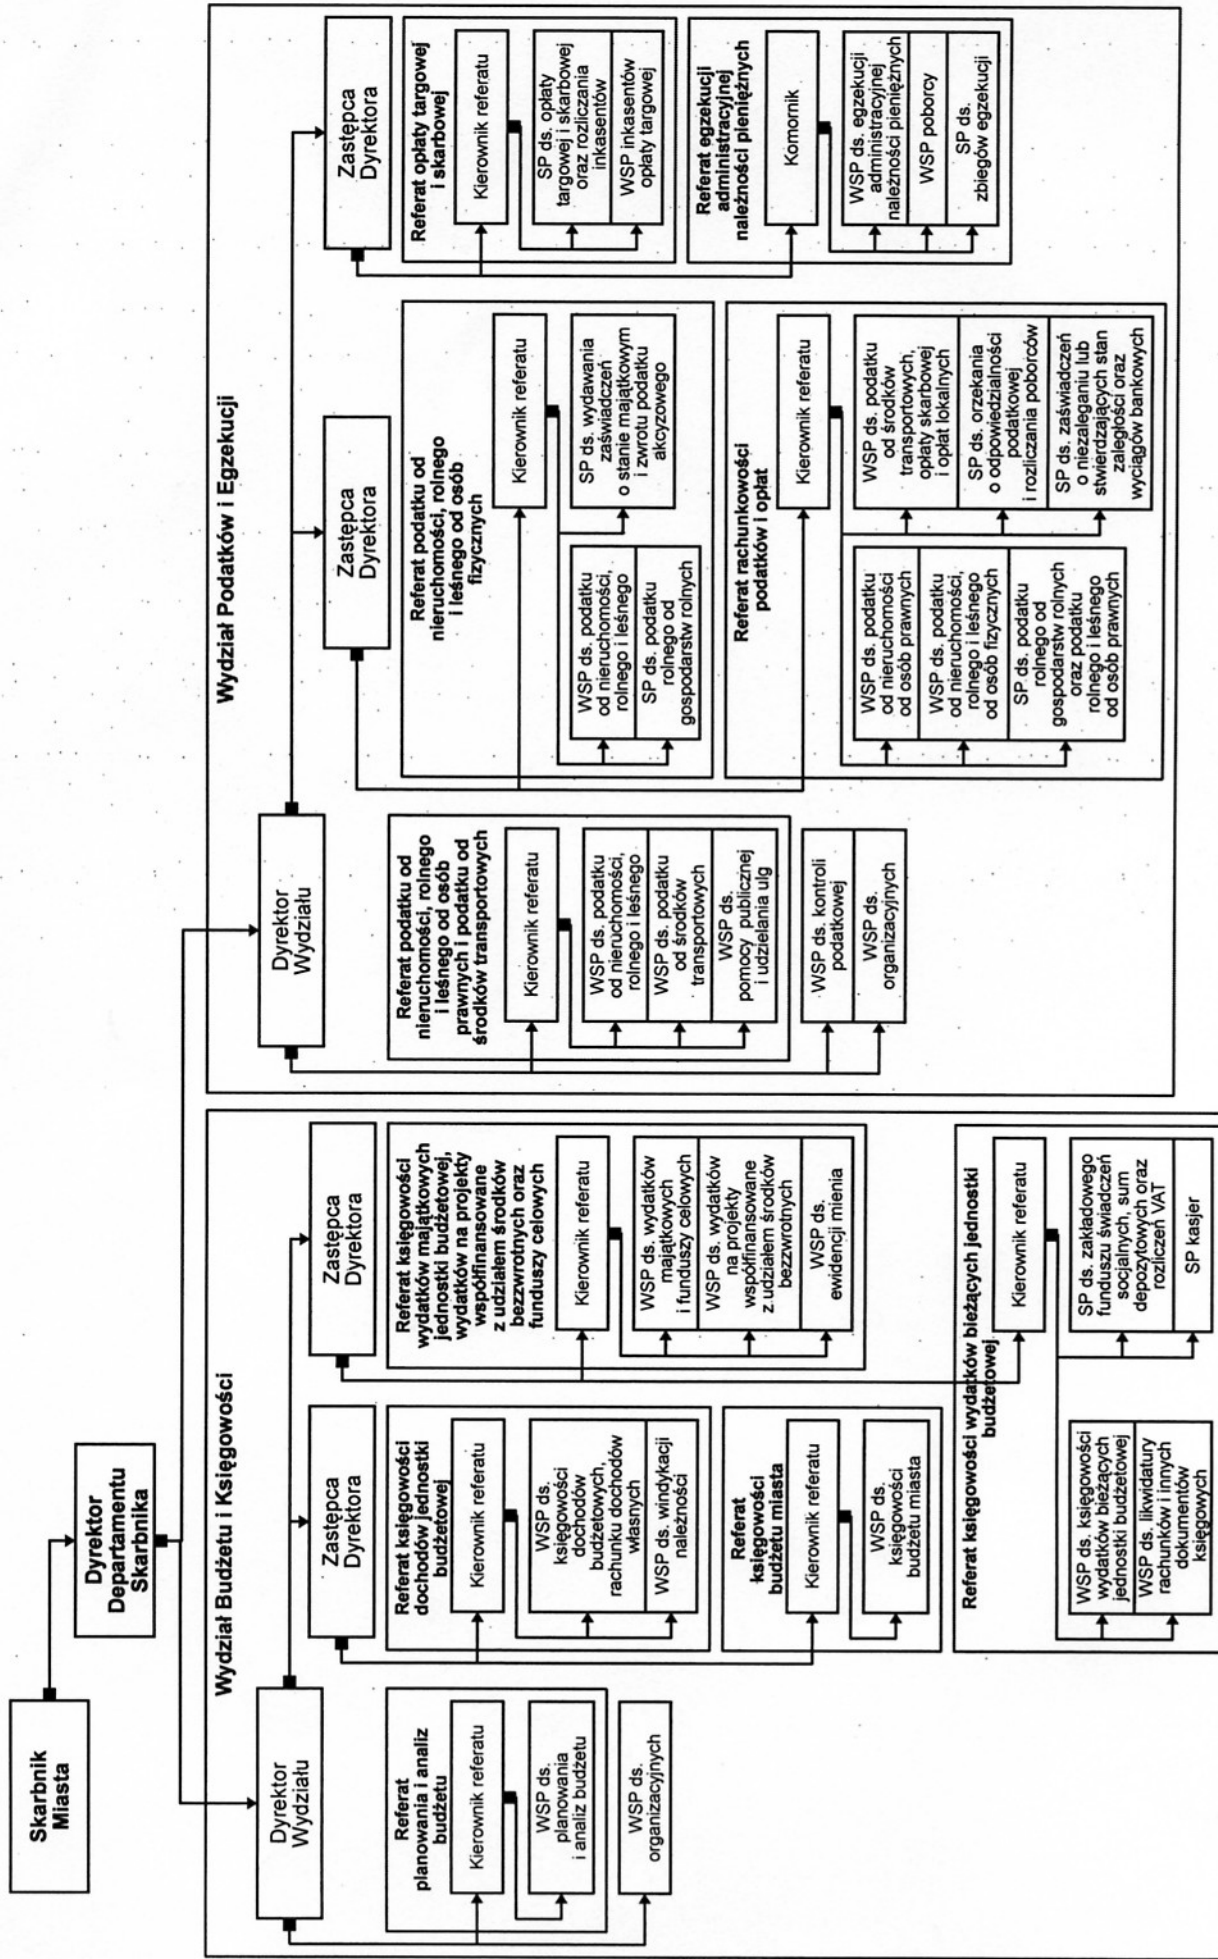 Skarbnik
Miasta
Dyrektor
Departamentu
Skarbnika
Wydział Budżetu i Księgowości
Dyrektor
Wydziału
Zastępca
Dyrektora
Zastępca
Dyrektora
Referat
planowania i analiz
budżetu
Kierownik referatu
WSP ds.
planowania
i analiz budżetu
WSP ds.
organizacyjnych
Referat księgowości
dochodów jednostki
budżetowej
Kierownik referatu
WSP ds.
księgowości
dochodów
budżetowych,
rachunku dochodów
własnych
WSP ds. windykacji
należności
Referat
księgowości
budżetu miasta
Kierownik referatu
WSP ds.
księgowości
budżetu miasta
Referat księgowości
wydatków majątkowych
jednostki budżetowej,
wydatków na projekty
współfinansowane
z udziałem środków
bezzwrotnych oraz
funduszy celowych
Kierownik referatu
WSP ds. wydatków
majątkowych
i funduszy celowych
WSP ds. wydatków
na projekty
współfinansowane
z udziałem środków
bezzwrotnych
WSP ds.
ewidencji mienia
Referat księgowości wydatków bieżących jednostki
budżetowej
Kierownik referatu
WSP ds. księgowości
wydatków bieżących
jednostki budżetowej
WSP ds. likwidatury
rachunków i innych
dokumentów
księgowych
SP ds. zakładowego
funduszu świadczeń
socjalnych, sum
depozytowych oraz
rozliczeń VAT
SP kasjer
Wydział Podatków i Egzekucji
Dyrektor
Wydziału
Zastępca
Dyrektora
Zastępca
Dyrektora
Referat podatku od
nieruchomości, rolnego
i leśnego od osób
prawnych i podatku od
środków transportowych
Kierownik referatu
WSP ds. podatku
od nieruchomości,
rolnego i leśnego
WSP ds. podatku
od środków
transportowych
WSP ds.
pomocy publicznej
i udzielania ulg
WSP ds. kontroli
podatkowej
WSP ds.
organizacyjnych
Referat podatku od
nieruchomości, rolnego
i leśnego od osób
fizycznych
Kierownik referatu
WSP ds. podatku
od nieruchomości,
rolnego i leśnego
SP ds. podatku
rolnego od
gospodarstw rolnych
SP ds. wydawania
zaświadczeń
o stanie majątkowym
i zwrotu podatku
akcyzowego
Referat rachunkowości
podatków i opłat
Kierownik referatu
WSP ds. podatku
od nieruchomości
od osób prawnych
WSP ds. podatku
od nieruchomości,
rolnego i leśnego
od osób fizycznych
SP ds. podatku
rolnego od
gospodarstw rolnych
oraz podatku
rolnego i leśnego
od osób prawnych
WSP ds. podatku
od środków
transportowych,
opłaty skarbowej
i opłat lokalnych
SP ds. orzekania
o odpowiedzialności
podatkowej
i rozliczania poborców
SP ds. zaświadczeń
o niezaleganiu lub
stwierdzających stan
zaległości oraz
wyciągów bankowych
Referat opłaty targowej
i skarbowej
Kierownik referatu
SP ds. opłaty
targowej i skarbowej
oraz rozliczania
inkasentów
WSP inkasentów
opłaty targowej
Referat egzekucji
administracyjnej
należności pieniężnych
Komornik
WSP ds. egzekucji
administracyjnej
należności pieniężnych
WSP poborcy
SP ds.
zbiegów egzekucji